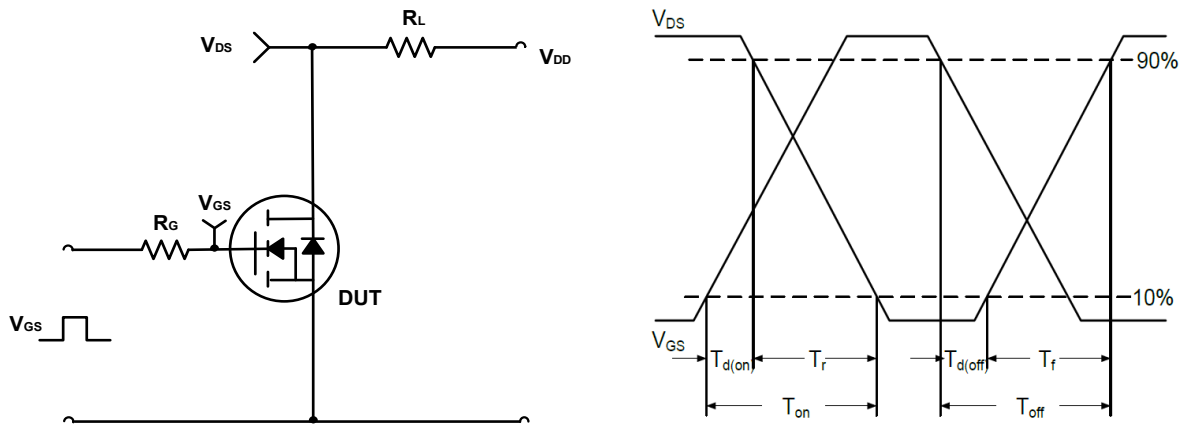 RL
VDS
VDD
VGS
RG
DUT
VGS
VDS
90%
10%
VGS
Td(on)
Tr
Td(off)
Tf
Ton
Toff